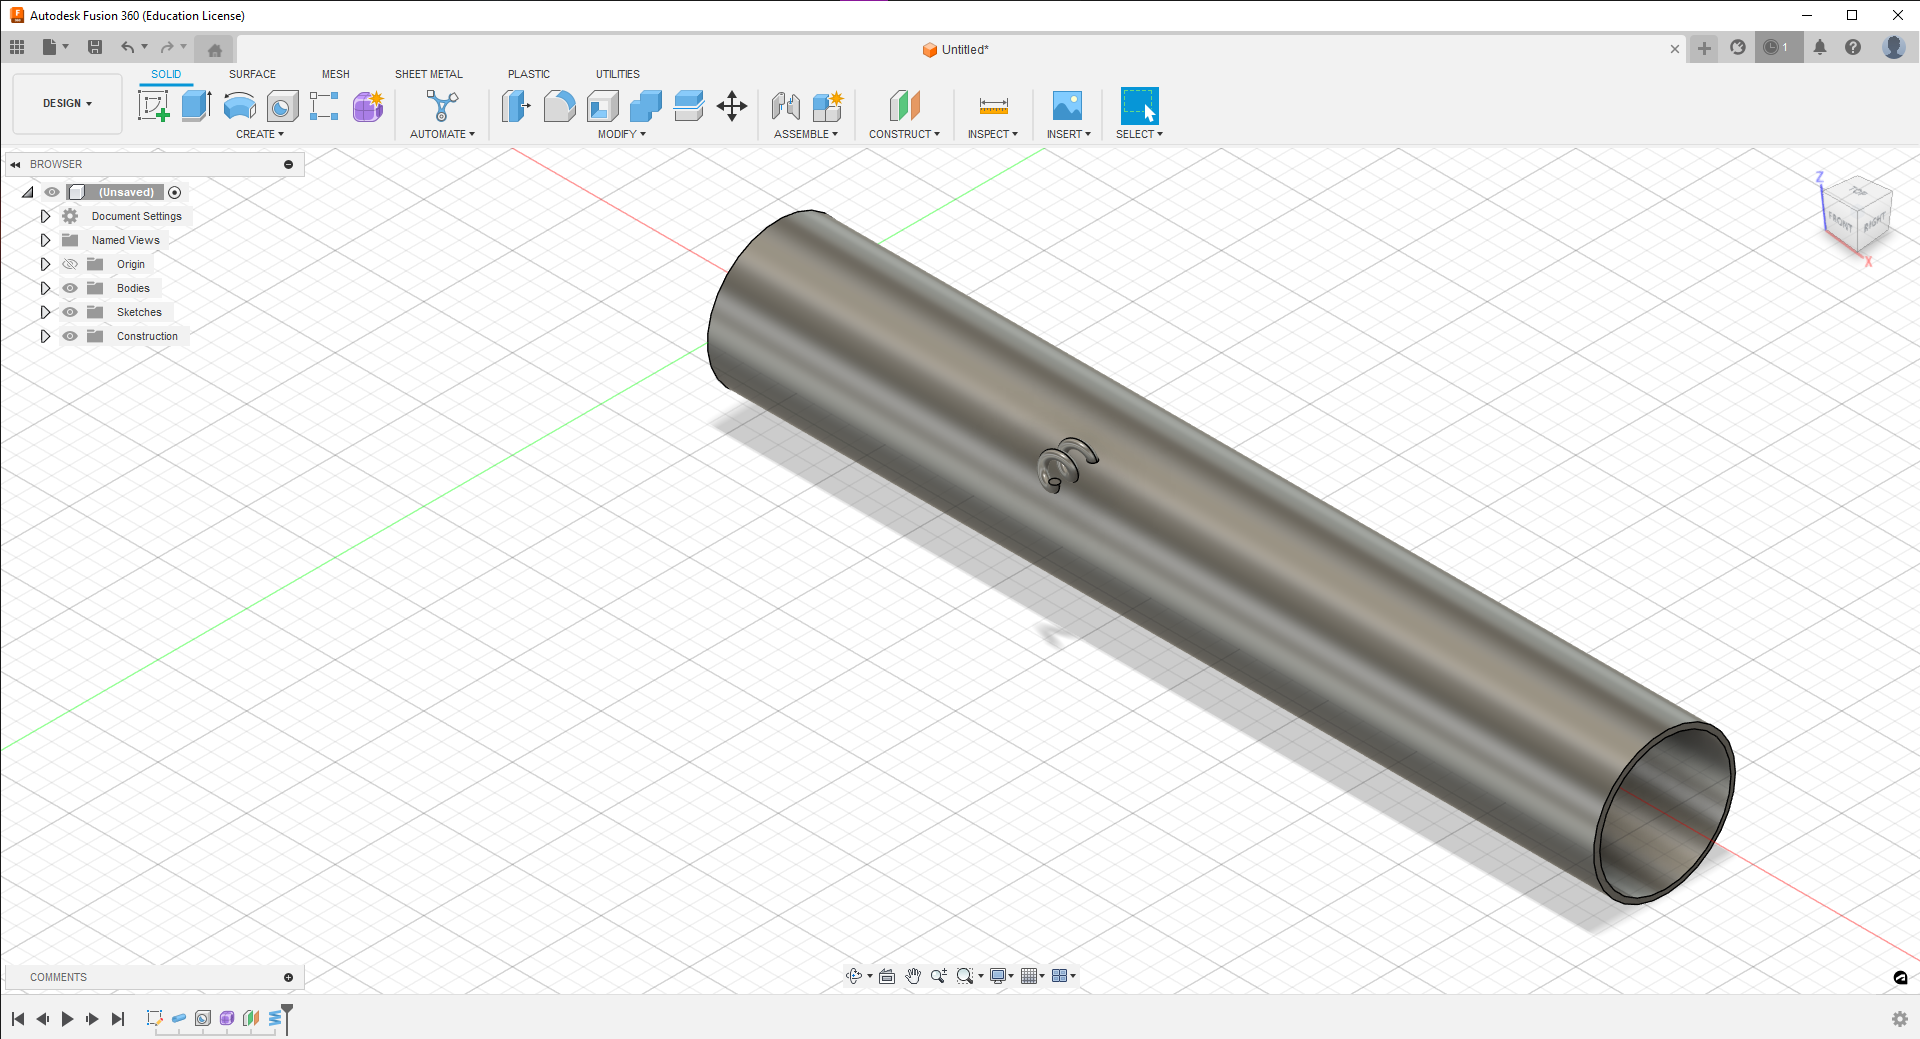 Autodesk Fusion 360 (Education License)
Untitled*
1
SOLID SURFACE MESH SHEET METAL PLASTIC UTILITIES
DESIGN
CREATE AUTOMATE MODIFY ASSEMBLE CONSTRUCT INSPECT INSERT SELECT
BROWSER
(Unsaved)
Document Settings
Named Views
Origin
Bodies
Sketches
Construction
Z
TOP
FRONT RIGHT
X
COMMENTS